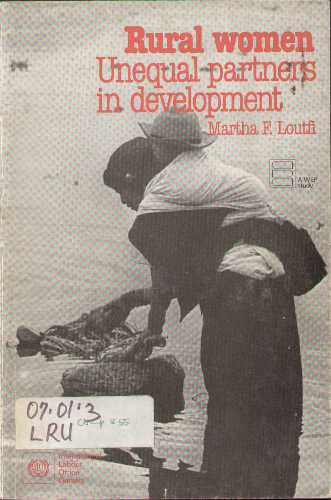 Rural women
Unequal partners
in development
Martha F. Loutfi
A WEP
study
07.01:3
LRU
International
Labour
Office
Geneva